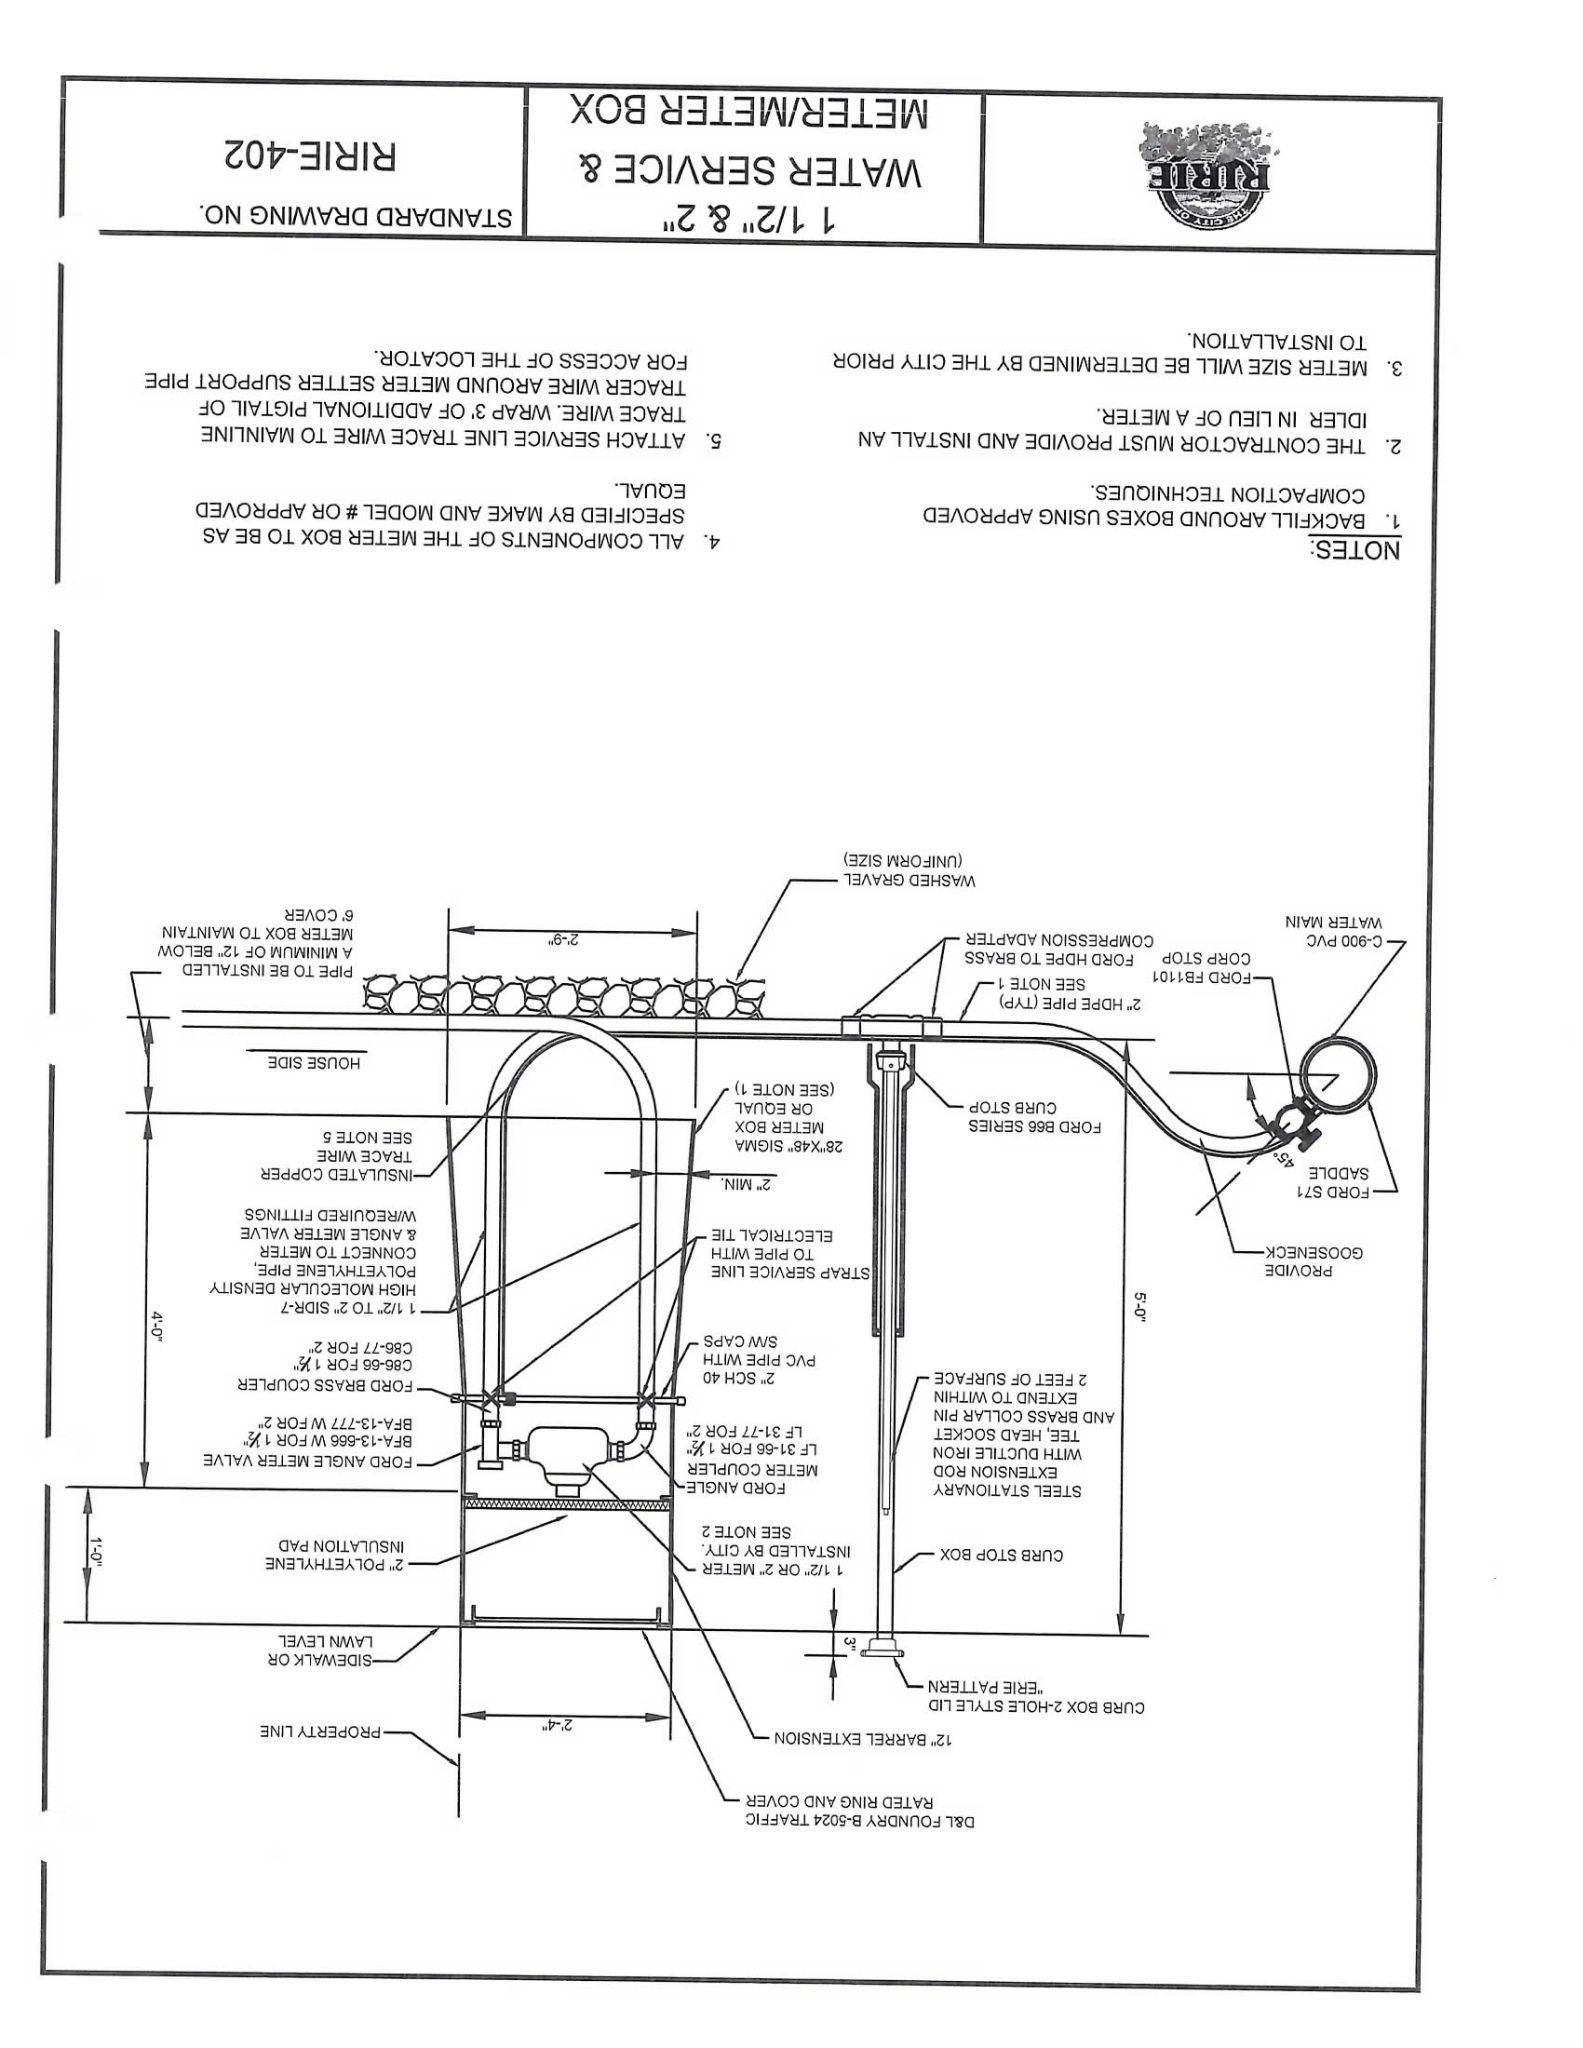 D&L FOUNDRY B-5024 TRAFFIC
RATED RING AND COVER
12" BARREL EXTENSION
PROPERTY LINE
2'-4"
CURB BOX 2-HOLE STYLE LID
"ERIE PATTERN
3"
SIDEWALK OR
LAWN LEVEL
CURB STOP BOX
1 1/2" OR 2" METER
INSTALLED BY CITY.
SEE NOTE 2
2" POLYETHYLENE
INSULATION PAD
1'-0"
STEEL STATIONARY
EXTENSION ROD
WITH DUCTILE IRON
TEE, HEAD SOCKET
AND BRASS COLLAR PIN
TO EXTEND TO WITHIN
2 FEET OF SURFACE
FORD ANGLE
METER COUPLER
LF 31-66 FOR 1 ½"
LF 31-77 FOR 2"
FORD ANGLE METER VALVE
BFA-13-666 W FOR 1 ½"
BFA-13-777 W FOR 2"
2" SCH 40
PVC PIPE WITH
S/W CAPS
FORD BRASS COUPLER
C86-66 FOR 1 ½"
C86-77 FOR 2"
5'-0"
4'-0"
PROVIDE
GOOSENECK
STRAP SERVICE LINE
TO PIPE WITH
ELECTRICAL TIE
1 1/2" TO 2" SIDR-7
HIGH MOLECULAR DENSITY
POLYETHYLENE PIPE,
CONNECT TO METER
& ANGLE METER VALVE
W/REQUIRED FITTINGS
FORD S71
SADDLE
45°
2" MIN.
INSULATED COPPER
TRACE WIRE
SEE NOTE 5
FORD B66 SERIES
CURB STOP
28"X48" SIGMA
METER BOX
OR EQUAL
(SEE NOTE 1)
HOUSE SIDE
C-900 PVC
WATER MAIN
FORD FB1101
CORP STOP
2" HDPE PIPE (TYP)
SEE NOTE 1
FORD HDPE TO BRASS
COMPRESSION ADAPTER
2'-9"
PIPE TO BE INSTALLED
A MINIMUM OF 12" BELOW
METER BOX TO MAINTAIN
6' COVER
WASHED GRAVEL
(UNIFORM SIZE)
NOTES:
1. BACKFILL AROUND BOXES USING APPROVED
COMPACTION TECHNIQUES.
2. THE CONTRACTOR MUST PROVIDE AND INSTALL AN
IDLER IN LIEU OF A METER.
3. METER SIZE WILL BE DETERMINED BY THE CITY PRIOR
TO INSTALLATION.
4. ALL COMPONENTS OF THE METER BOX TO BE AS
SPECIFIED BY MAKE AND MODEL # OR APPROVED
EQUAL.
5. ATTACH SERVICE LINE TRACE WIRE TO MAINLINE
TRACE WIRE. WRAP 3' OF ADDITIONAL PIGTAIL OF
TRACER WIRE AROUND METER SETTER SUPPORT PIPE
FOR ACCESS OF THE LOCATOR.
THE CITY OF
RIRIE
1 1/2" & 2"
WATER SERVICE &
METER/METER BOX
STANDARD DRAWING NO.
RIRIE-402